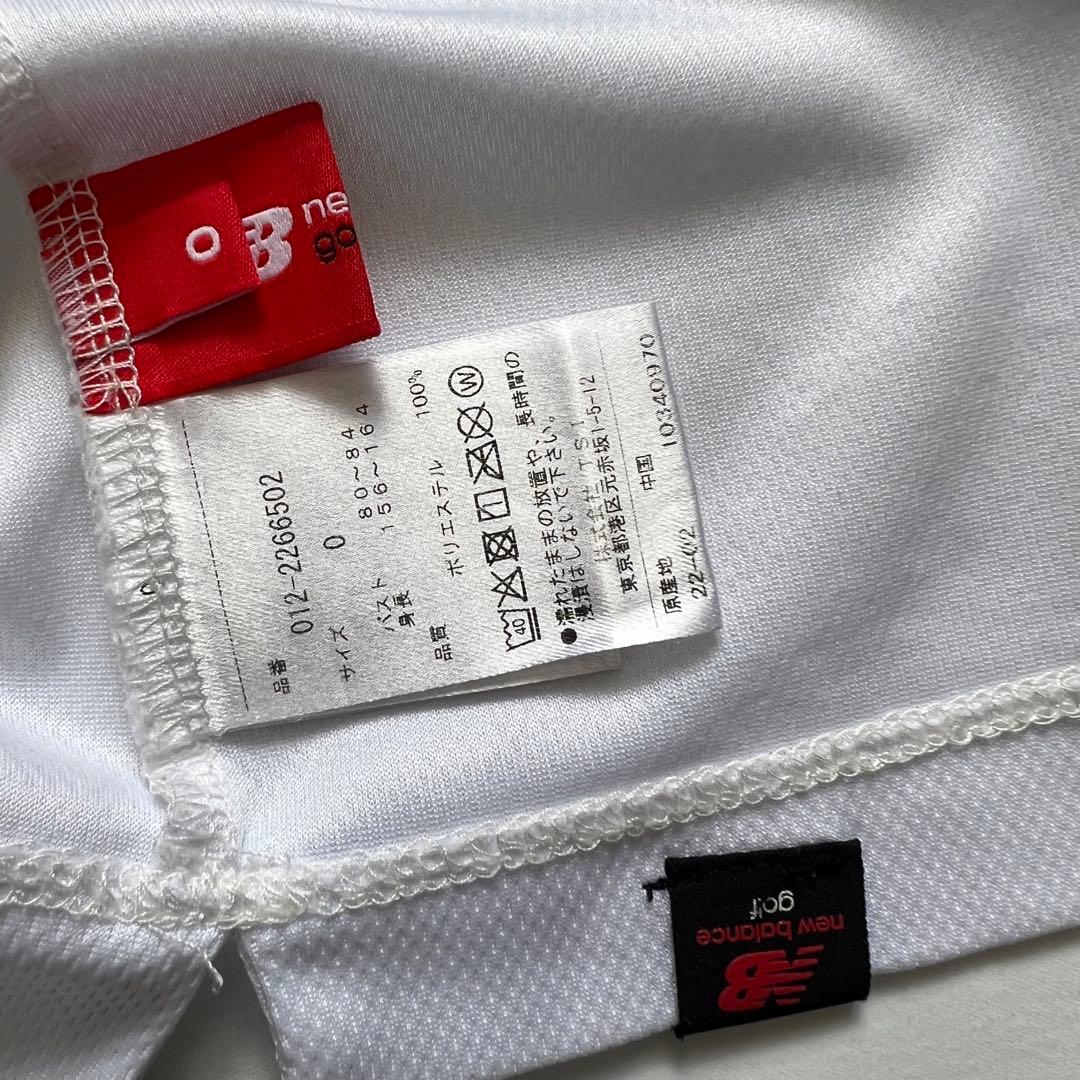 O
NB
ne
go
品番 012-2266502
サイズ 0
バスト 80~84
身長 156~164
品質 ポリエステル 100%
40 W
●濡れたままの放置や、長時間の
浸漬はしないで下さい。
株式会社TSI
東京都港区元赤坂1-5-12
原産地 中国
22-02 10340970
golf
new balance
NB